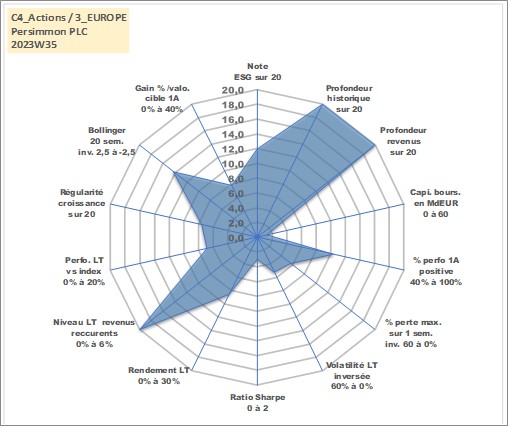 C4_Actions / 3_EUROPE
Persimmon PLC
2023W35
Note
ESG sur 20
Profondeur
historique
sur 20
Profondeur
revenus
sur 20
Capi. bours.
en MdEUR
0 à 60
% perfo 1A
positive
40% à 100%
% perte max.
sur 1 sem.
inv. 60 à 0%
Volatilité LT
inversée
60% à 0%
Ratio Sharpe
0 à 2
Rendement LT
0% à 30%
Niveau LT revenus
reccurents
0% à 6%
Perfo. LT
vs index
0% à 20%
Régularité
croissance
sur 20
Bollinger
20 sem.
inv. 2,5 à -2,5
Gain % /valo.
cible 1A
0% à 40%
20,0
18,0
16,0
14,0
12,0
10,0
8,0
6,0
4,0
2,0
0,0